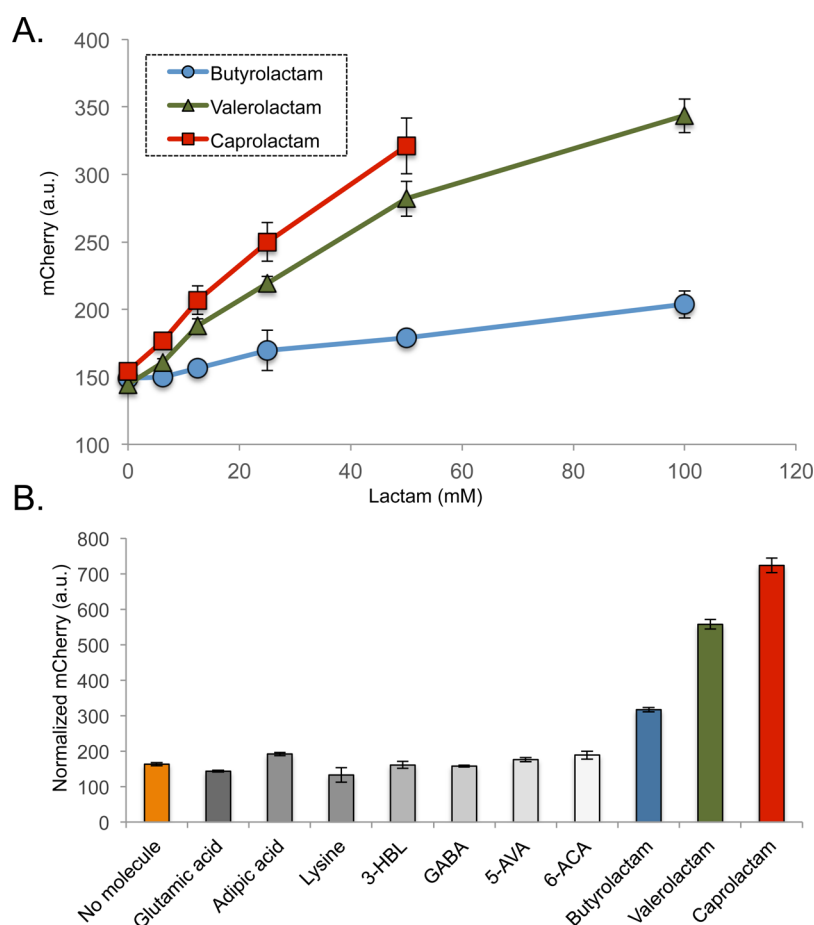 A.
400
350
300
250
200
150
100
mCherry (a.u.)
Butyrolactam
Valerolactam
Caprolactam
0 20 40 60 80 100 120
Lactam (mM)
B.
800
700
600
500
400
300
200
100
0
Normalized mCherry (a.u.)
No molecule
Glutamic acid
Adipic acid
Lysine
3-HBL
GABA
5-AVA
6-ACA
Butyrolactam
Valerolactam
Caprolactam